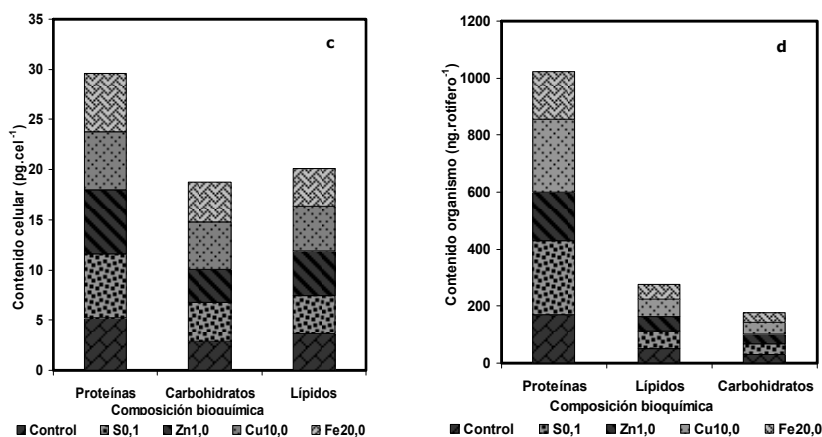 c
Contenido celular (pg.cel⁻¹)
35
30
25
20
15
10
5
0
Proteínas Carbohidratos Lípidos
Composición bioquímica
Control S0,1 Zn1,0 Cu10,0 Fe20,0
d
Contenido organismo (ng.rotífero⁻¹)
1200
1000
800
600
400
200
0
Proteínas Lípidos Carbohidratos
Composición bioquímica
Control S0,1 Zn1,0 Cu10,0 Fe20,0